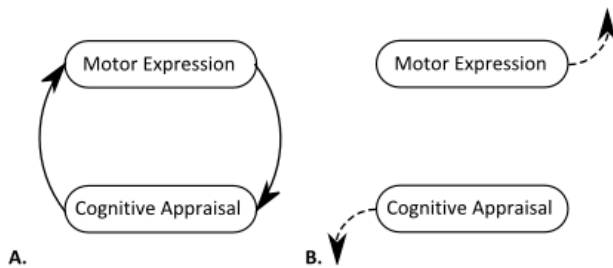 Motor Expression
Motor Expression
Cognitive Appraisal
Cognitive Appraisal
A.
B.